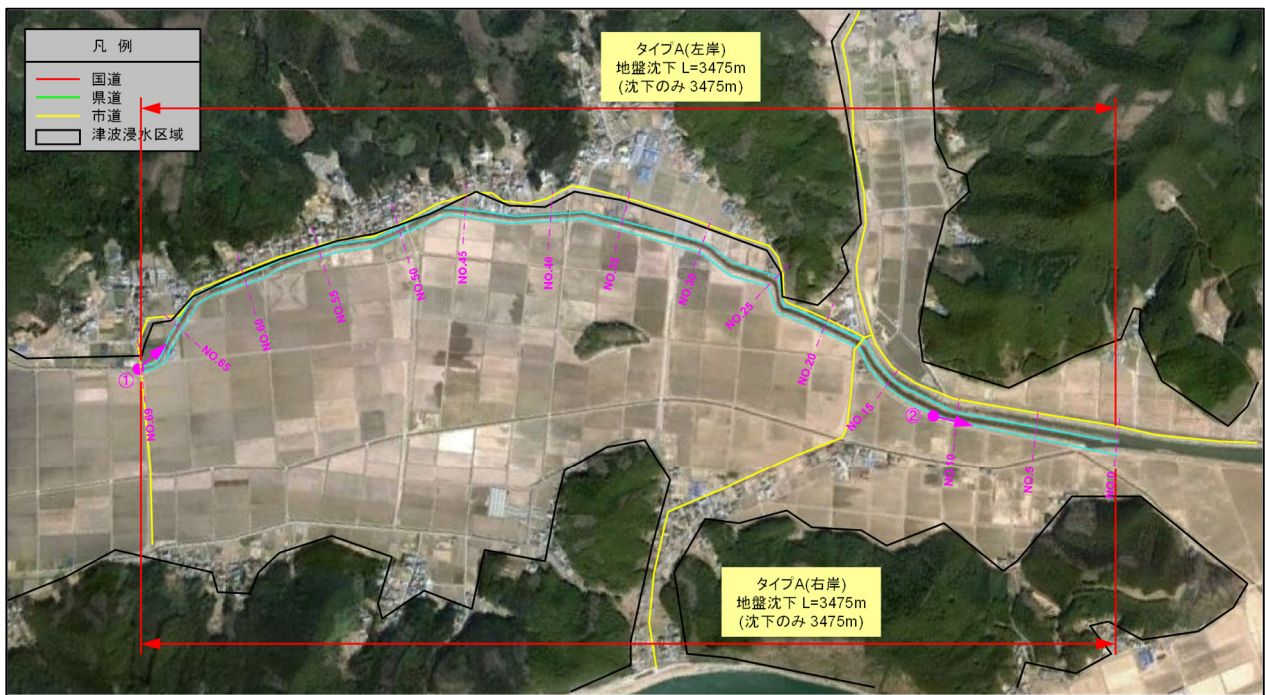 凡 例
国道
県道
市道
津波浸水区域
タイプA(左岸)
地盤沈下 L=3475m
(沈下のみ 3475m)
NO.69
NO.65
NO.60
NO.55
NO.50
NO.45
NO.40
NO.35
NO.30
NO.25
NO.20
NO.15
NO.10
NO.5
NO.0
①
②
タイプA(右岸)
地盤沈下 L=3475m
(沈下のみ 3475m)